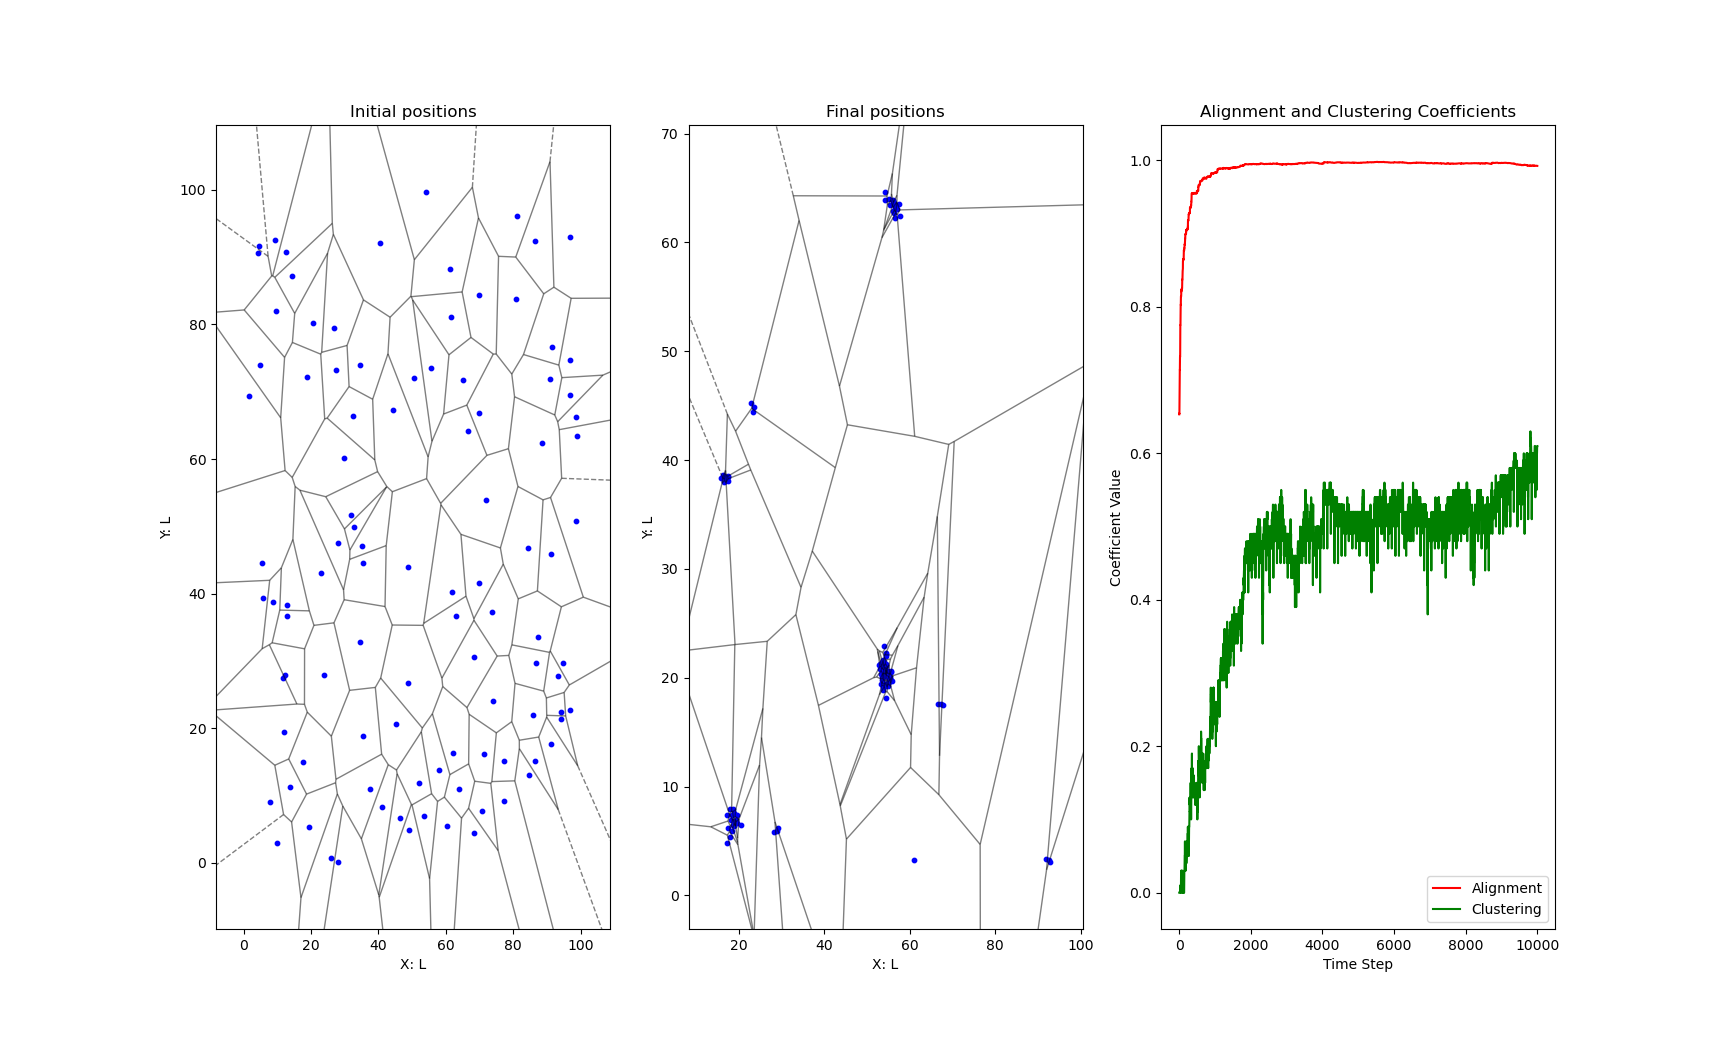 Initial positions
Final positions
Alignment and Clustering Coefficients
100
80
60
40
20
0
Y: L
0 20 40 60 80 100
X: L
70
60
50
40
30
20
10
0
Y: L
20 40 60 80 100
X: L
1.0
0.8
0.6
0.4
0.2
0.0
Coefficient Value
0 2000 4000 6000 8000 10000
Time Step
Alignment
Clustering